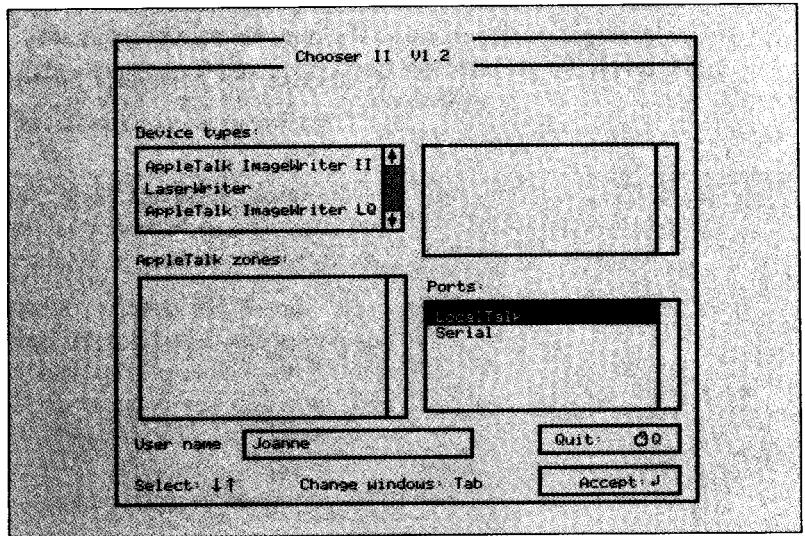 Chooser II V1.2
Device types:
AppleTalk ImageWriter II
LaserWriter
AppleTalk ImageWriter LQ
AppleTalk zones:
Ports:
LocalTalk
Serial
User name
Joanne
Quit: Q
Select: ↓↑
Change windows: Tab
Accept: ↲